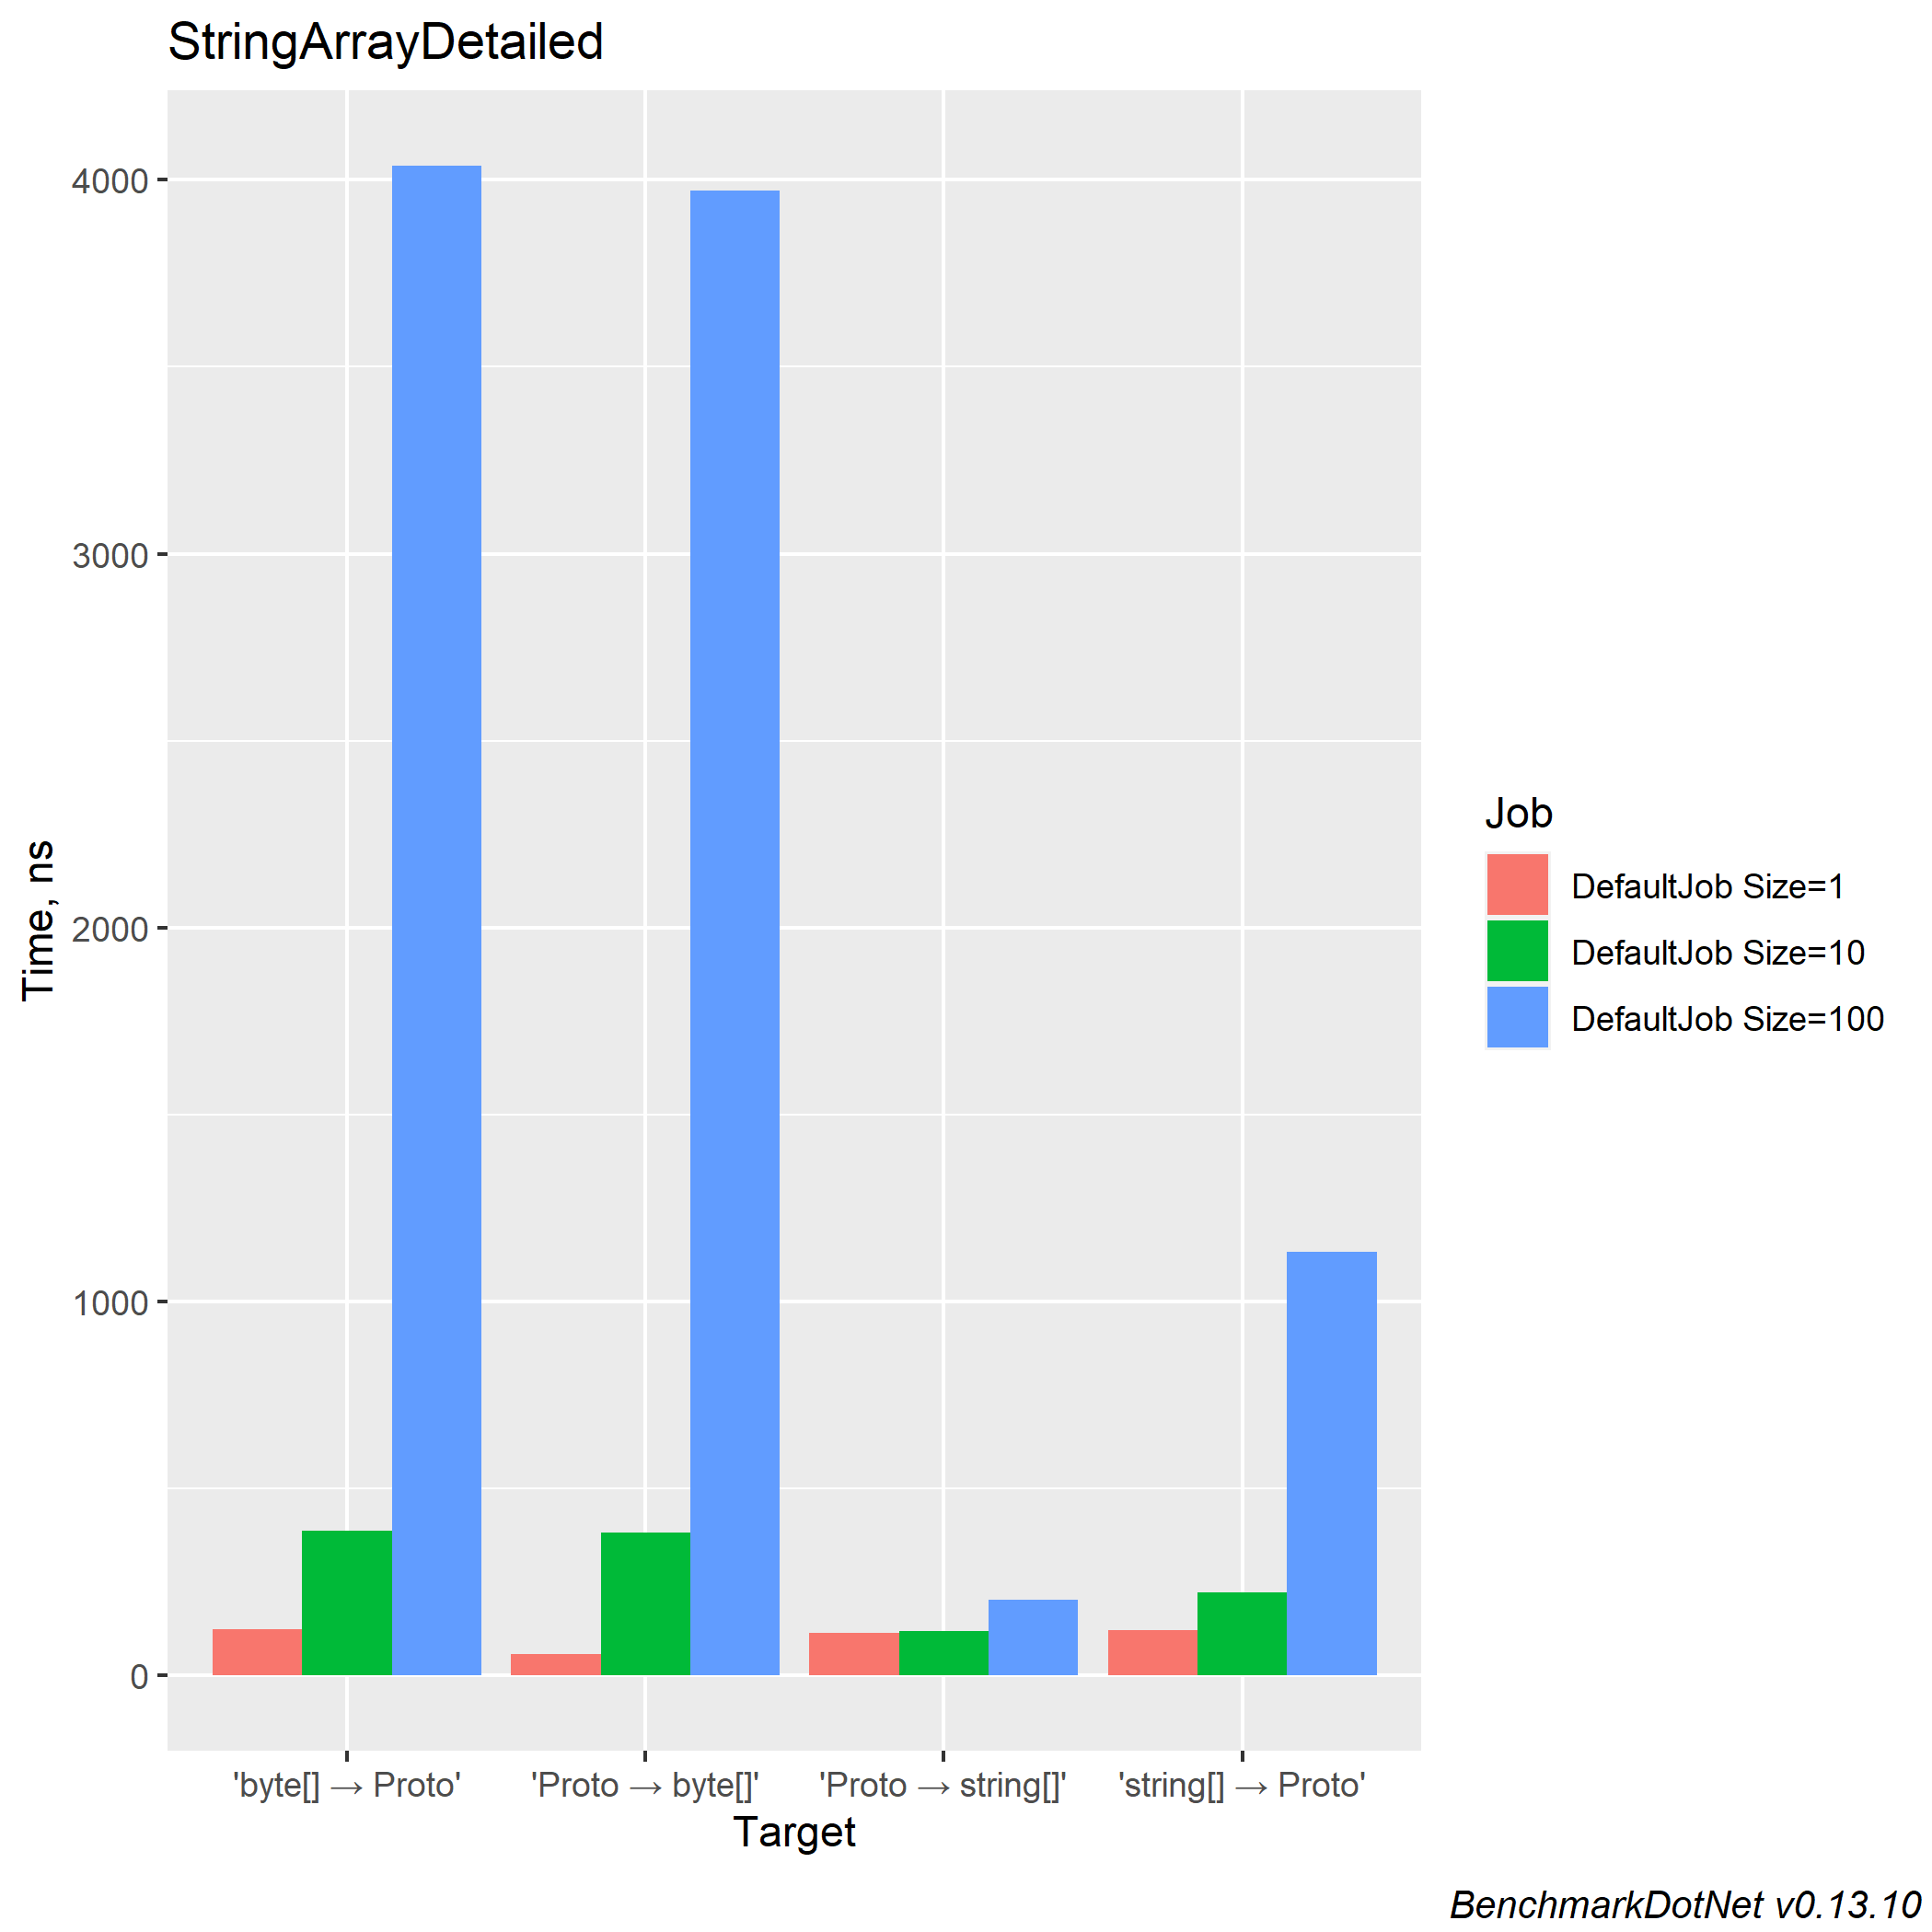 StringArrayDetailed
4000
3000
2000
1000
0
Time, ns
'byte[] → Proto' 'Proto → byte[]' 'Proto → string[]' 'string[] → Proto'
Target
Job
DefaultJob Size=1
DefaultJob Size=10
DefaultJob Size=100
BenchmarkDotNet v0.13.10